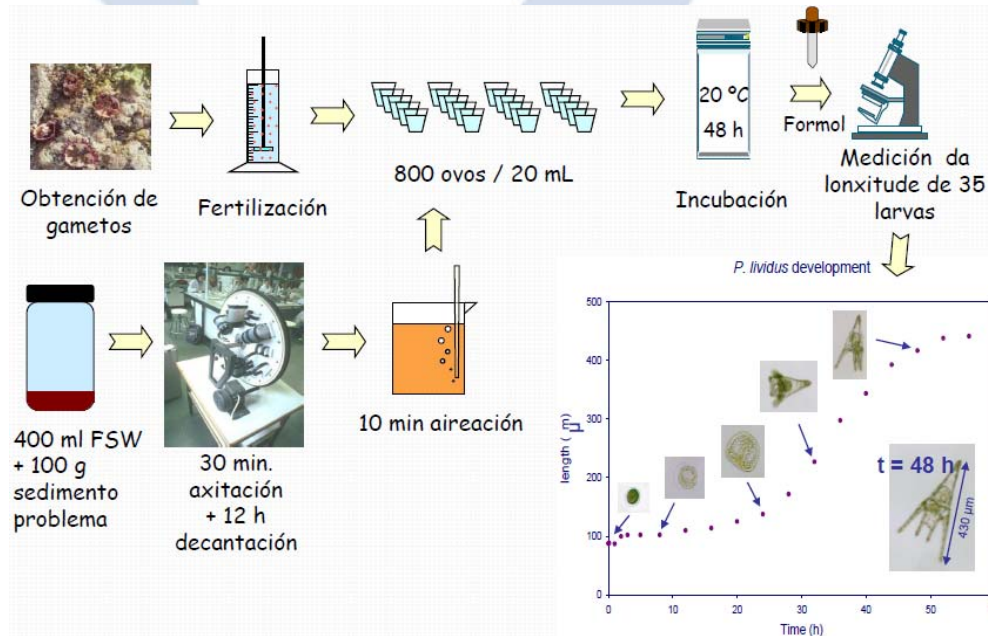 Obtención de
gametos
Fertilización
800 ovos / 20 mL
20 ºC
48 h
Incubación
Formol
Medición da
lonxitude de 35
larvas
400 ml FSW
+ 100 g
sedimento
problema
30 min.
axitación
+ 12 h
decantación
10 min aireación
P. lividus development
length (µm)
500
400
300
200
100
0
0
10
20
30
40
50
Time (h)
t = 48 h
430 µm